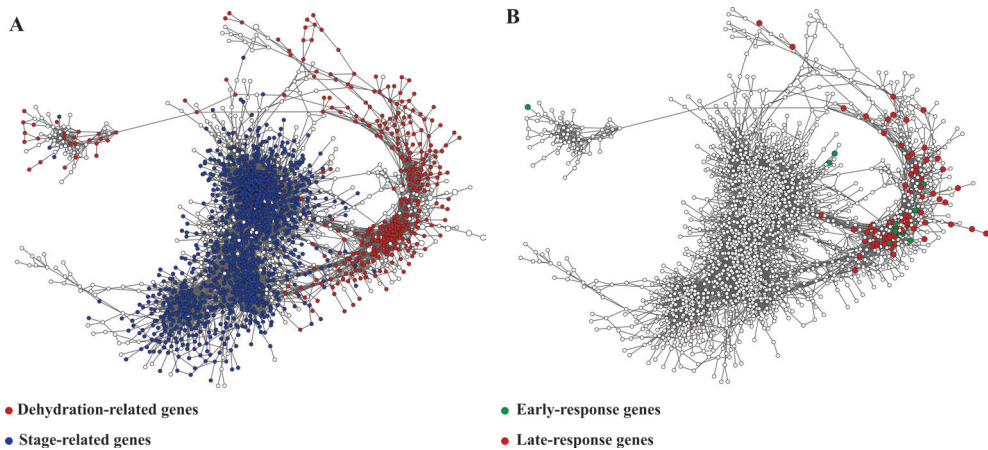 A
B
Dehydration-related genes
Early-response genes
Stage-related genes
Late-response genes